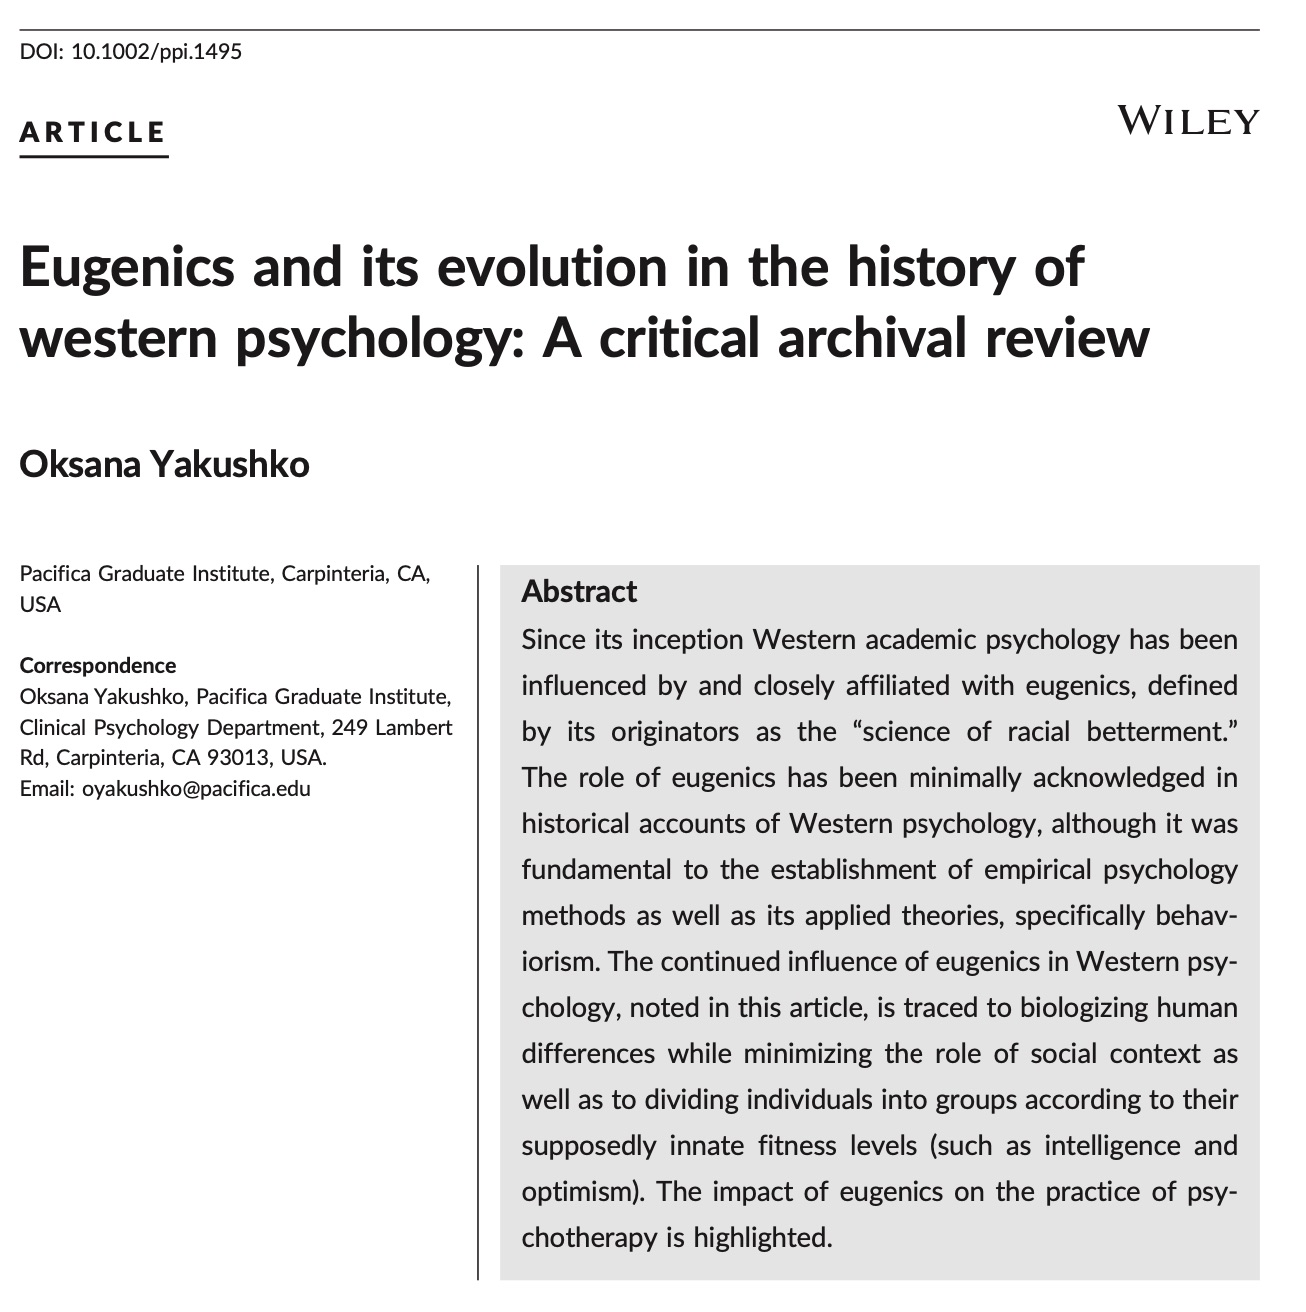 DOI: 10.1002/ppi.1495
ARTICLE
WILEY
Eugenics and its evolution in the history of
western psychology: A critical archival review
Oksana Yakushko
Pacifica Graduate Institute, Carpinteria, CA,
USA
Correspondence
Oksana Yakushko, Pacifica Graduate Institute,
Clinical Psychology Department, 249 Lambert
Rd, Carpinteria, CA 93013, USA.
Email: oyakushko@pacifica.edu
Abstract
Since its inception Western academic psychology has been
influenced by and closely affiliated with eugenics, defined
by its originators as the “science of racial betterment.”
The role of eugenics has been minimally acknowledged in
historical accounts of Western psychology, although it was
fundamental to the establishment of empirical psychology
methods as well as its applied theories, specifically behav-
iorism. The continued influence of eugenics in Western psy-
chology, noted in this article, is traced to biologizing human
differences while minimizing the role of social context as
well as to dividing individuals into groups according to their
supposedly innate fitness levels (such as intelligence and
optimism). The impact of eugenics on the practice of psy-
chotherapy is highlighted.